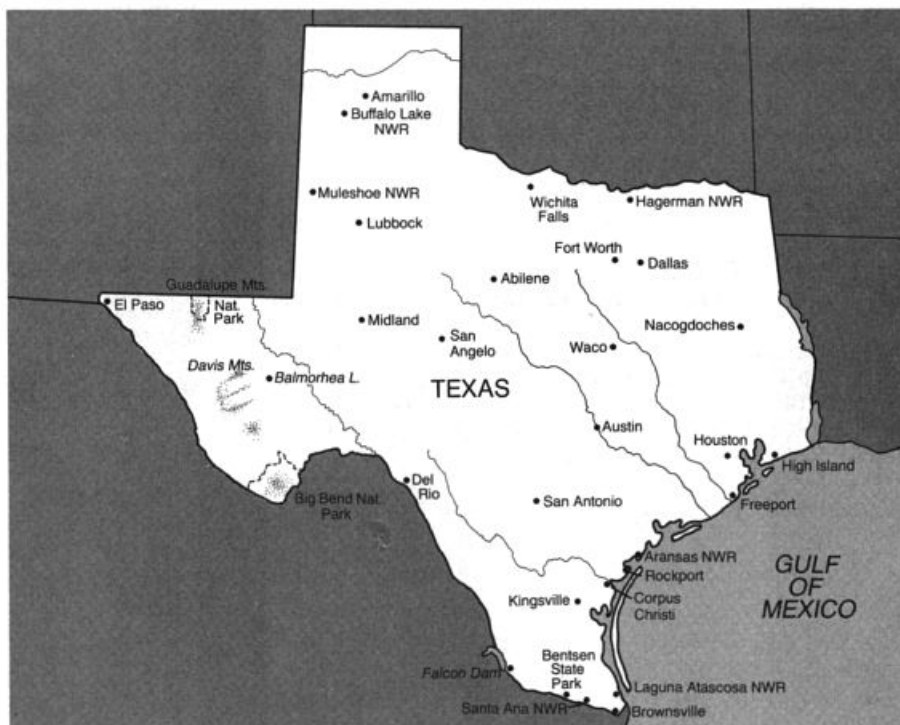 Amarillo
Buffalo Lake
NWR
Muleshoe NWR
Wichita
Falls
Hagerman NWR
Lubbock
Fort Worth
Dallas
Abilene
Guadalupe Mts.
Nat.
Park
El Paso
Midland
San
Angelo
Nacogdoches
Waco
Davis Mts.
Balmorhea L.
TEXAS
Austin
Houston
High Island
Del
Rio
Big Bend Nat.
Park
San Antonio
Freeport
Aransas NWR
Rockport
GULF
OF
MEXICO
Kingsville
Corpus
Christi
Falcon Dam
Bentsen
State
Park
Laguna Atascosa NWR
Santa Ana NWR
Brownsville